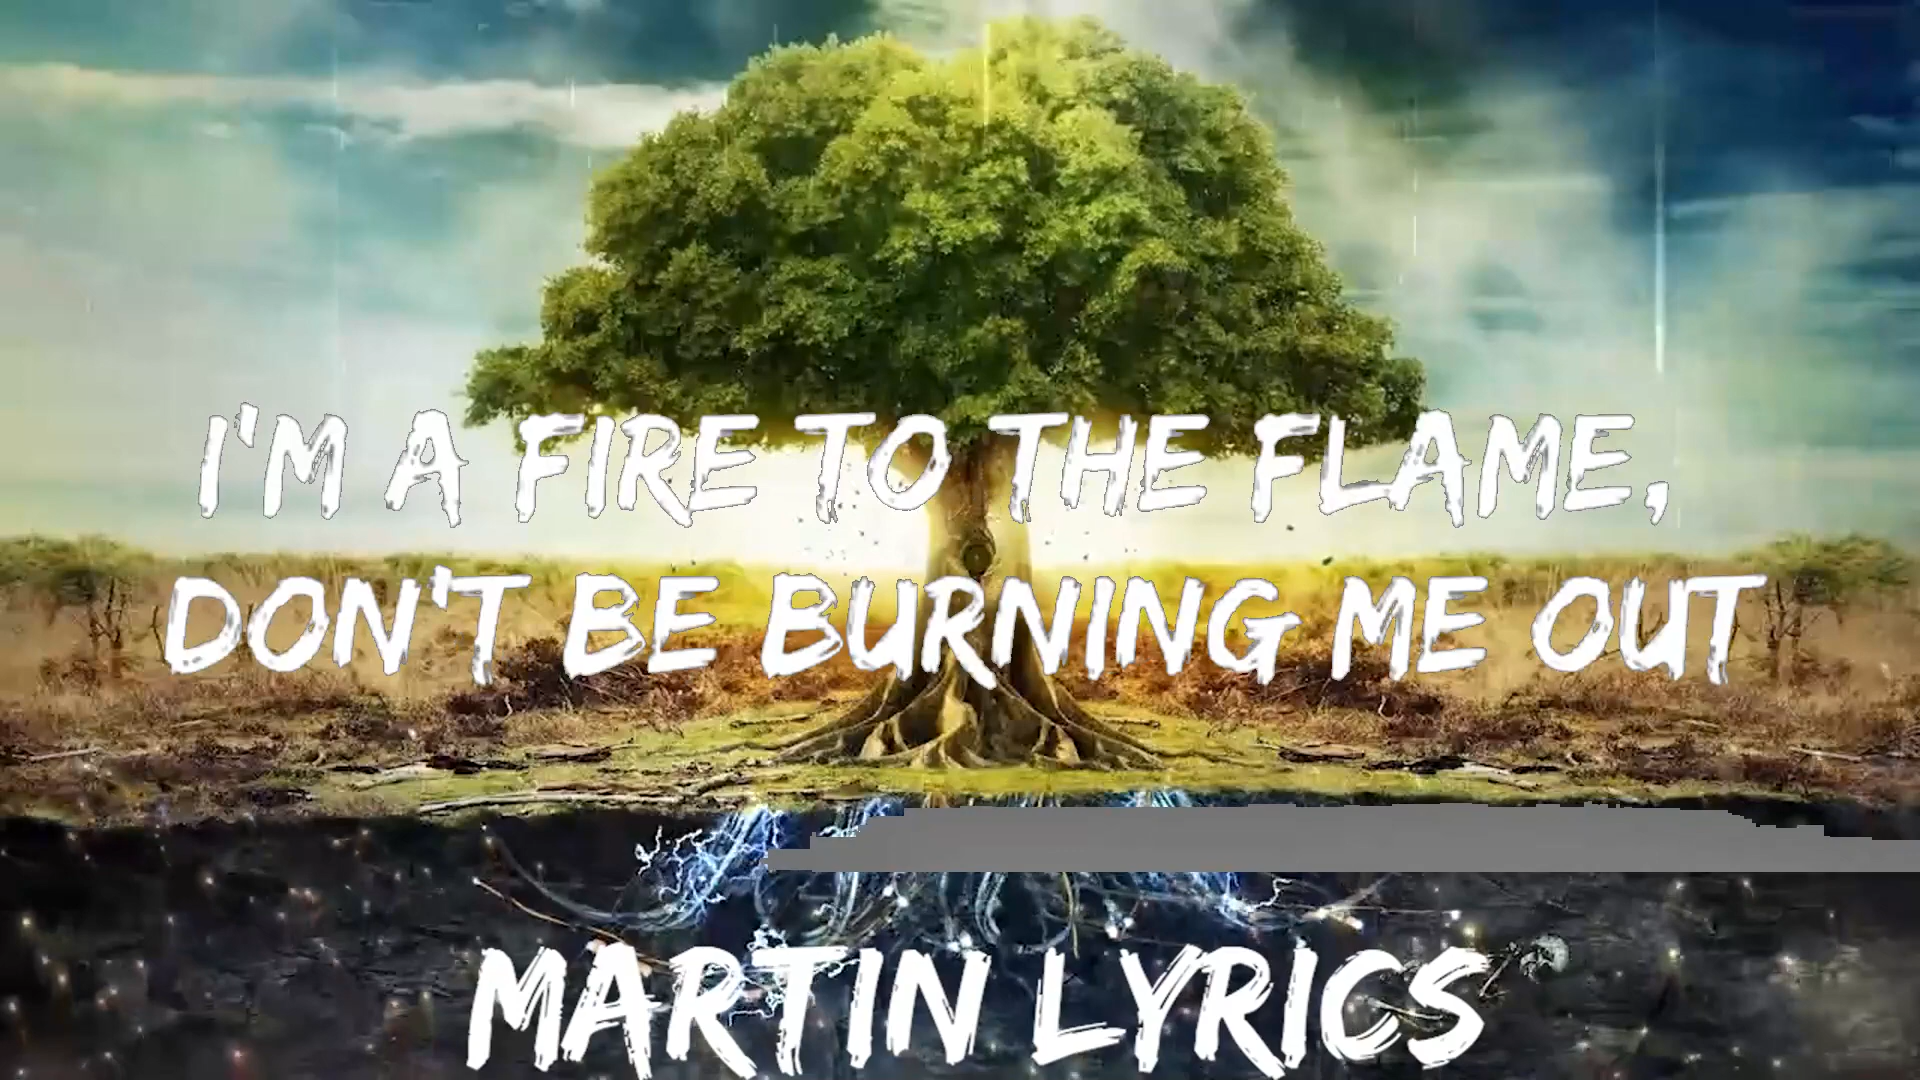 I'M A FIRE TO THE FLAME,
DON'T BE BURNING ME OUT
MARTIN LYRICS